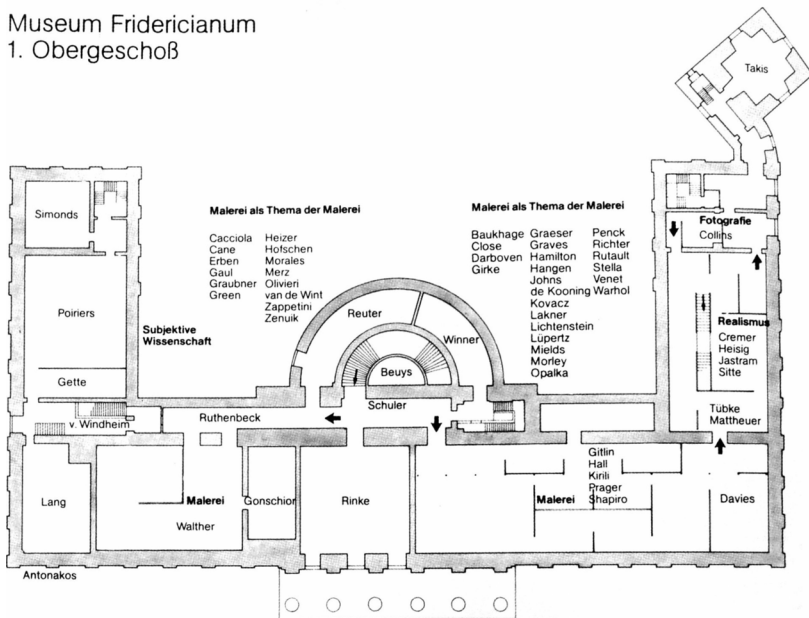 Museum Fridericianum
1. Obergeschoß
Takis
Simonds
Malerei als Thema der Malerei
Cacciola
Cane
Erben
Gaul
Graubner
Green
Heizer
Hofschen
Morales
Merz
Olivieri
van de Wint
Zappetini
Zenuik
Malerei als Thema der Malerei
Baukhage
Close
Darboven
Girke
Graeser
Graves
Hamilton
Hangen
Johns
de Kooning
Kovacz
Lakner
Lichtenstein
Lüpertz
Mields
Morley
Opalka
Penck
Richter
Rutault
Stella
Venet
Warhol
Fotografie
Collins
Poiriers
Subjektive
Wissenschaft
Reuter
Winner
Beuys
Realismus
Cremer
Heisig
Jastram
Sitte
Gette
v. Windheim
Ruthenbeck
Schuler
Tübke
Mattheuer
Lang
Malerei
Walther
Gonschior
Rinke
Malerei
Gitlin
Hall
Kirili
Prager
Shapiro
Davies
Antonakos